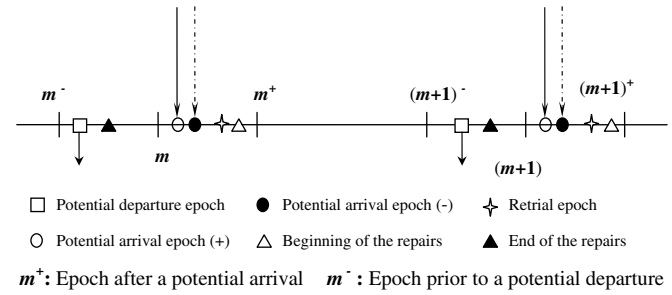 m - m + (m+1) - (m+1) +
m (m+1)
Potential departure epoch Potential arrival epoch (-) Retrial epoch
Potential arrival epoch (+) Beginning of the repairs End of the repairs
m+: Epoch after a potential arrival m - : Epoch prior to a potential departure